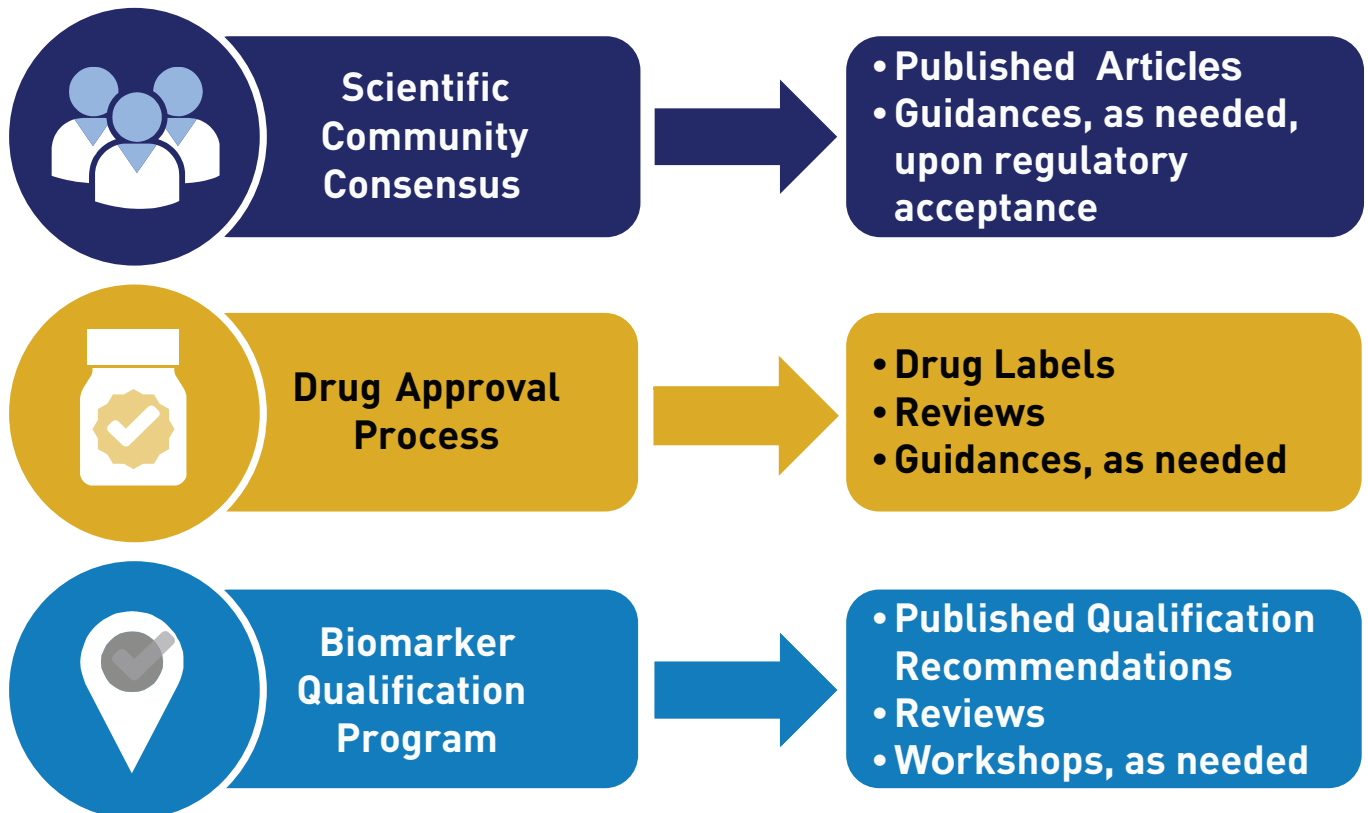 Scientific
Community
Consensus
• Published Articles
• Guidances, as needed,
upon regulatory
acceptance
Drug Approval
Process
• Drug Labels
• Reviews
• Guidances, as needed
Biomarker
Qualification
Program
• Published Qualification
Recommendations
• Reviews
• Workshops, as needed